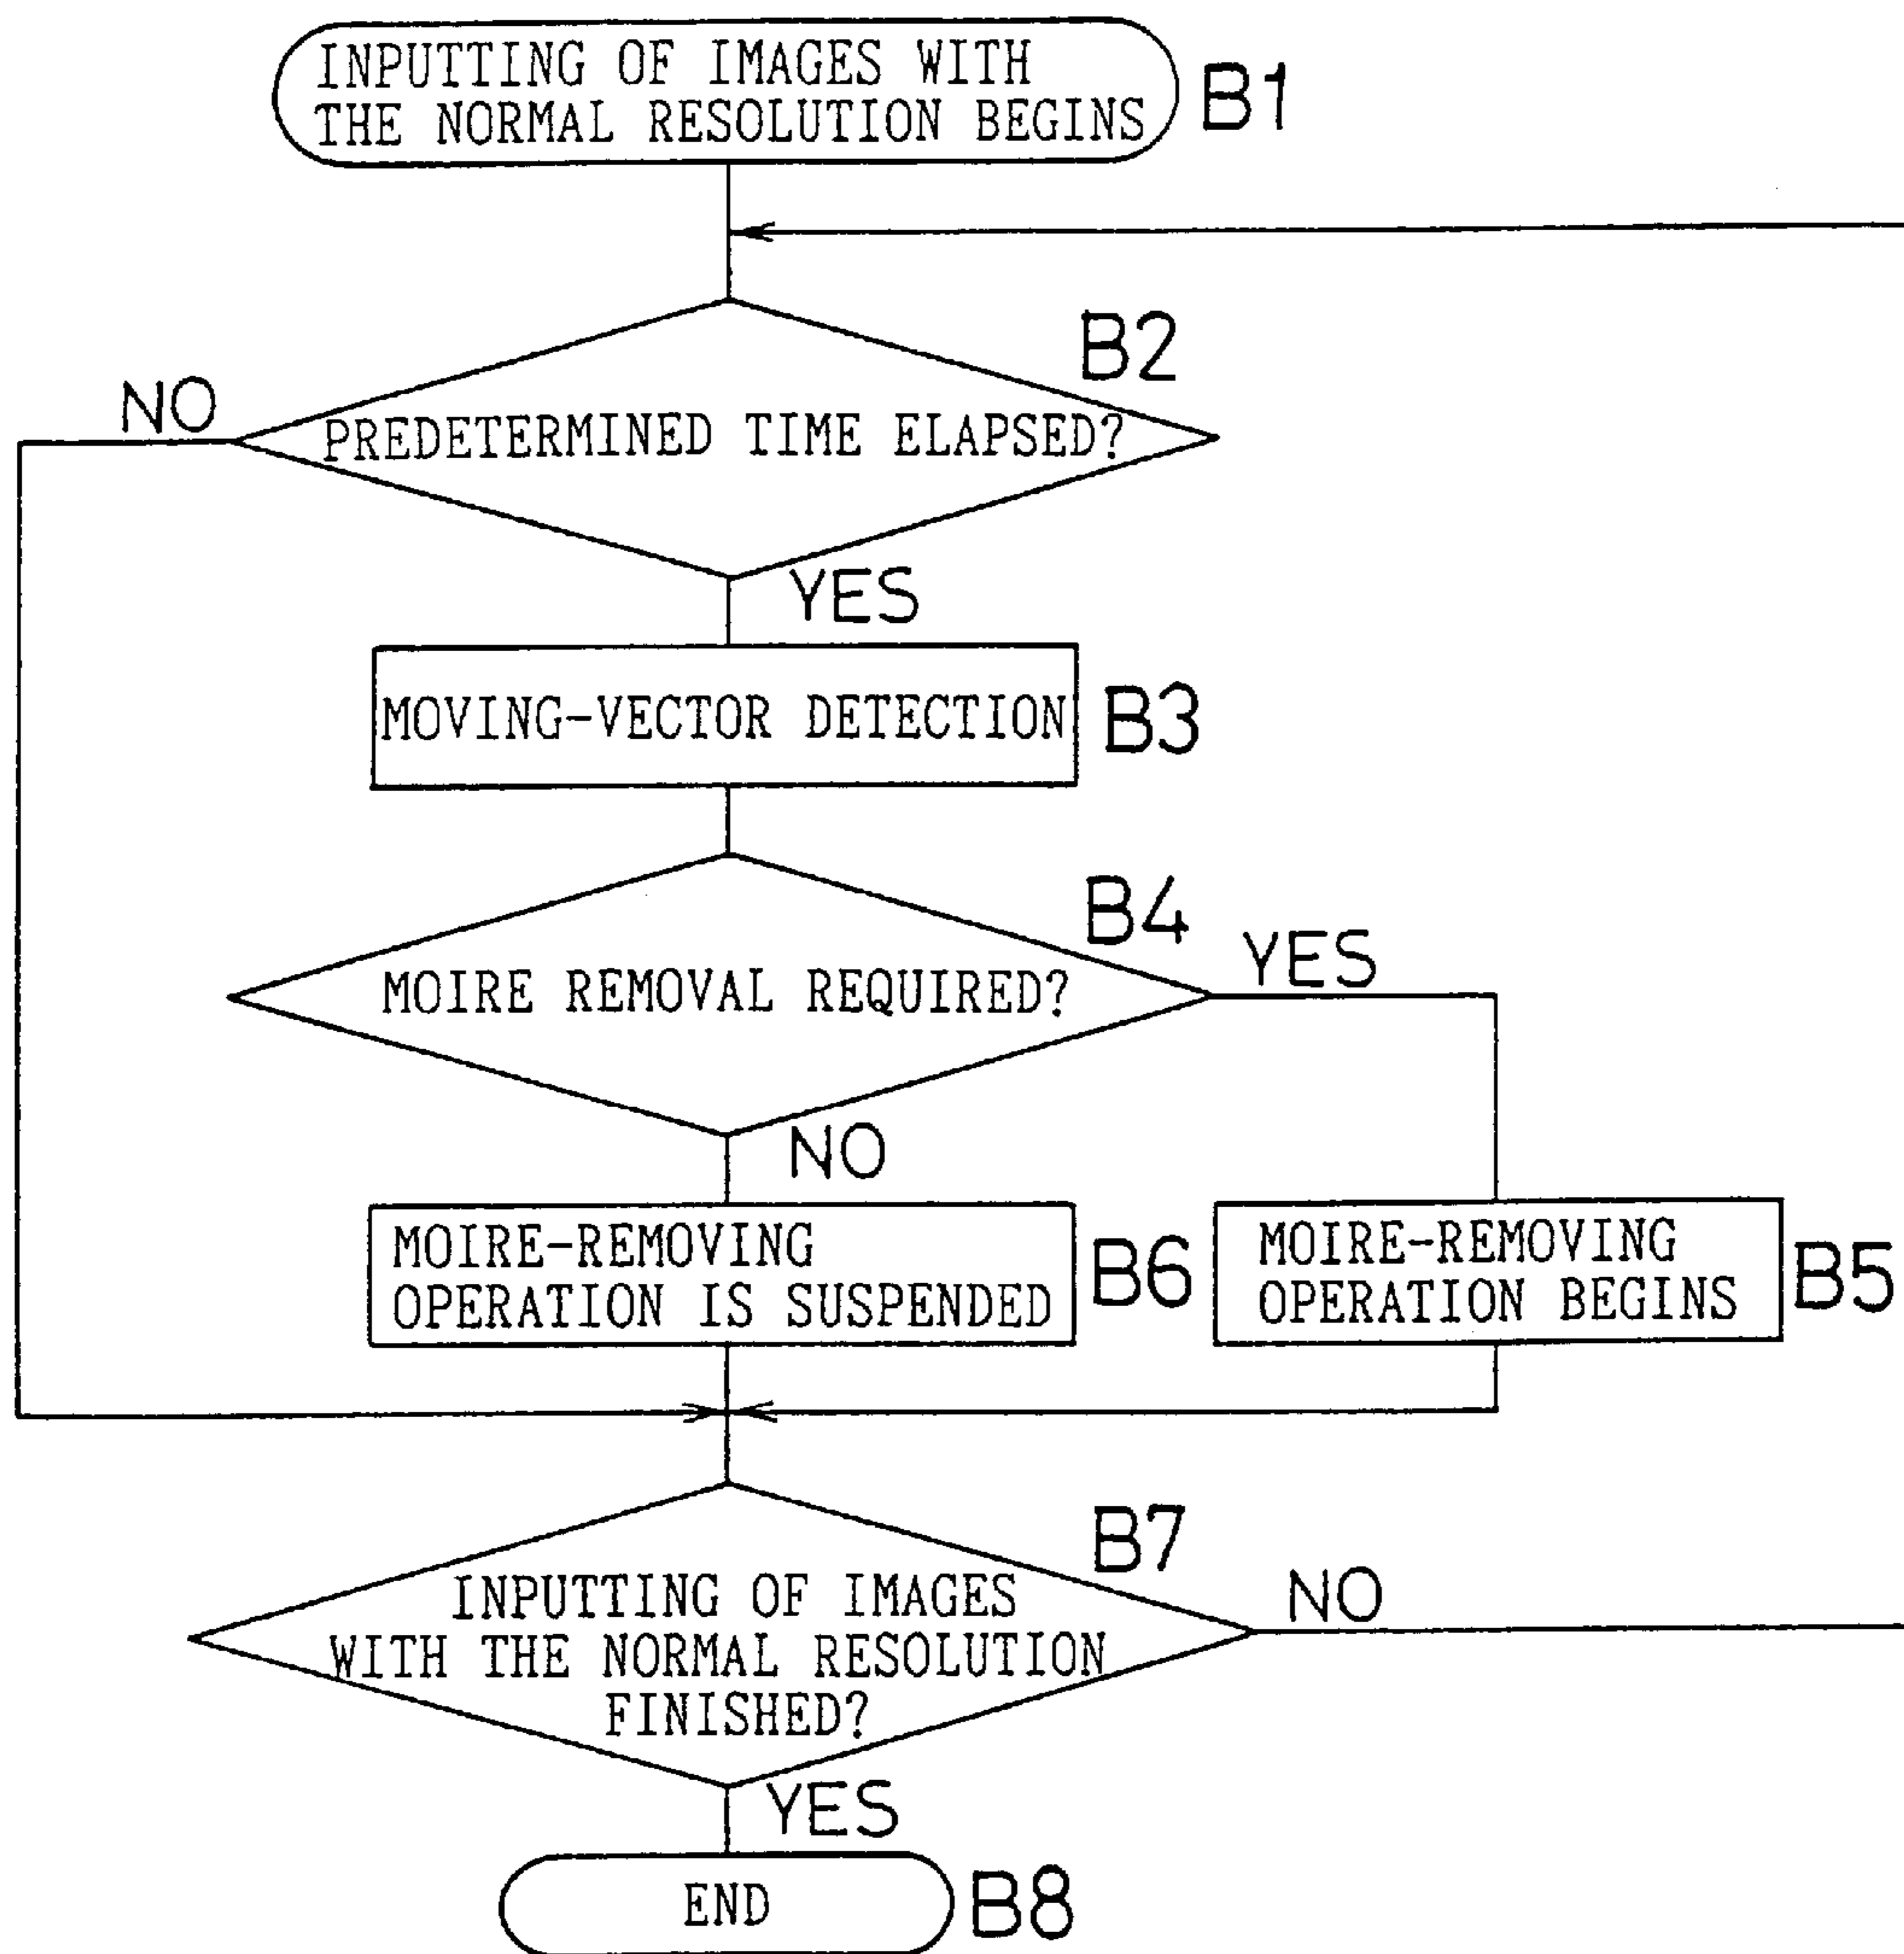 INPUTTING OF IMAGES WITH
THE NORMAL RESOLUTION BEGINS
B1
B2
NO
PREDETERMINED TIME ELAPSED?
YES
MOVING-VECTOR DETECTION
B3
B4
YES
MOIRE REMOVAL REQUIRED?
NO
MOIRE-REMOVING
OPERATION IS SUSPENDED
B6
MOIRE-REMOVING
OPERATION BEGINS
B5
B7
INPUTTING OF IMAGES
WITH THE NORMAL RESOLUTION
FINISHED?
NO
YES
END
B8